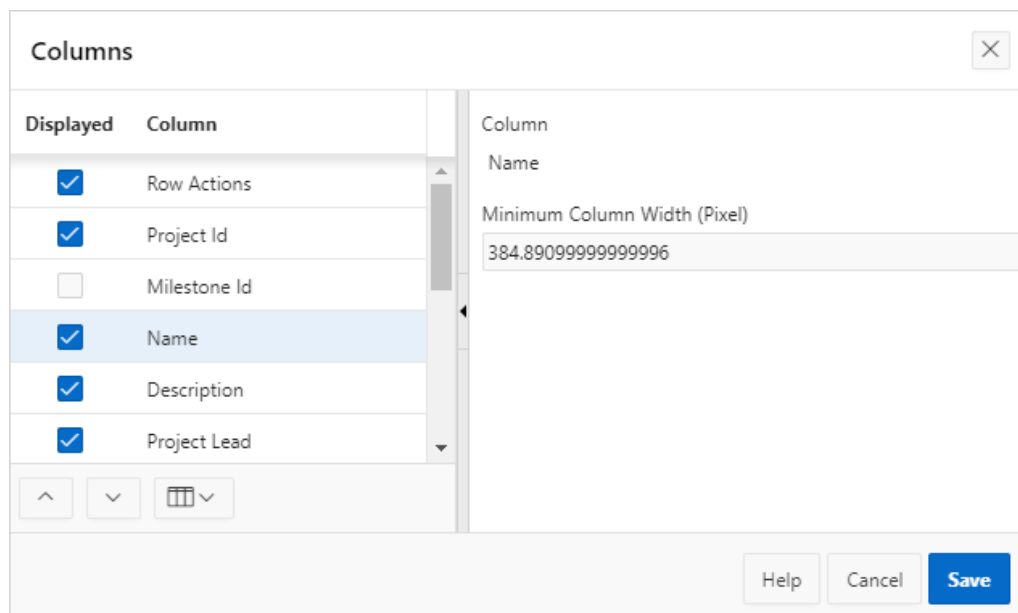 Columns
Displayed Column
Row Actions
Project Id
Milestone Id
Name
Description
Project Lead
Column
Name
Minimum Column Width (Pixel)
384.89099999999996
Help Cancel Save